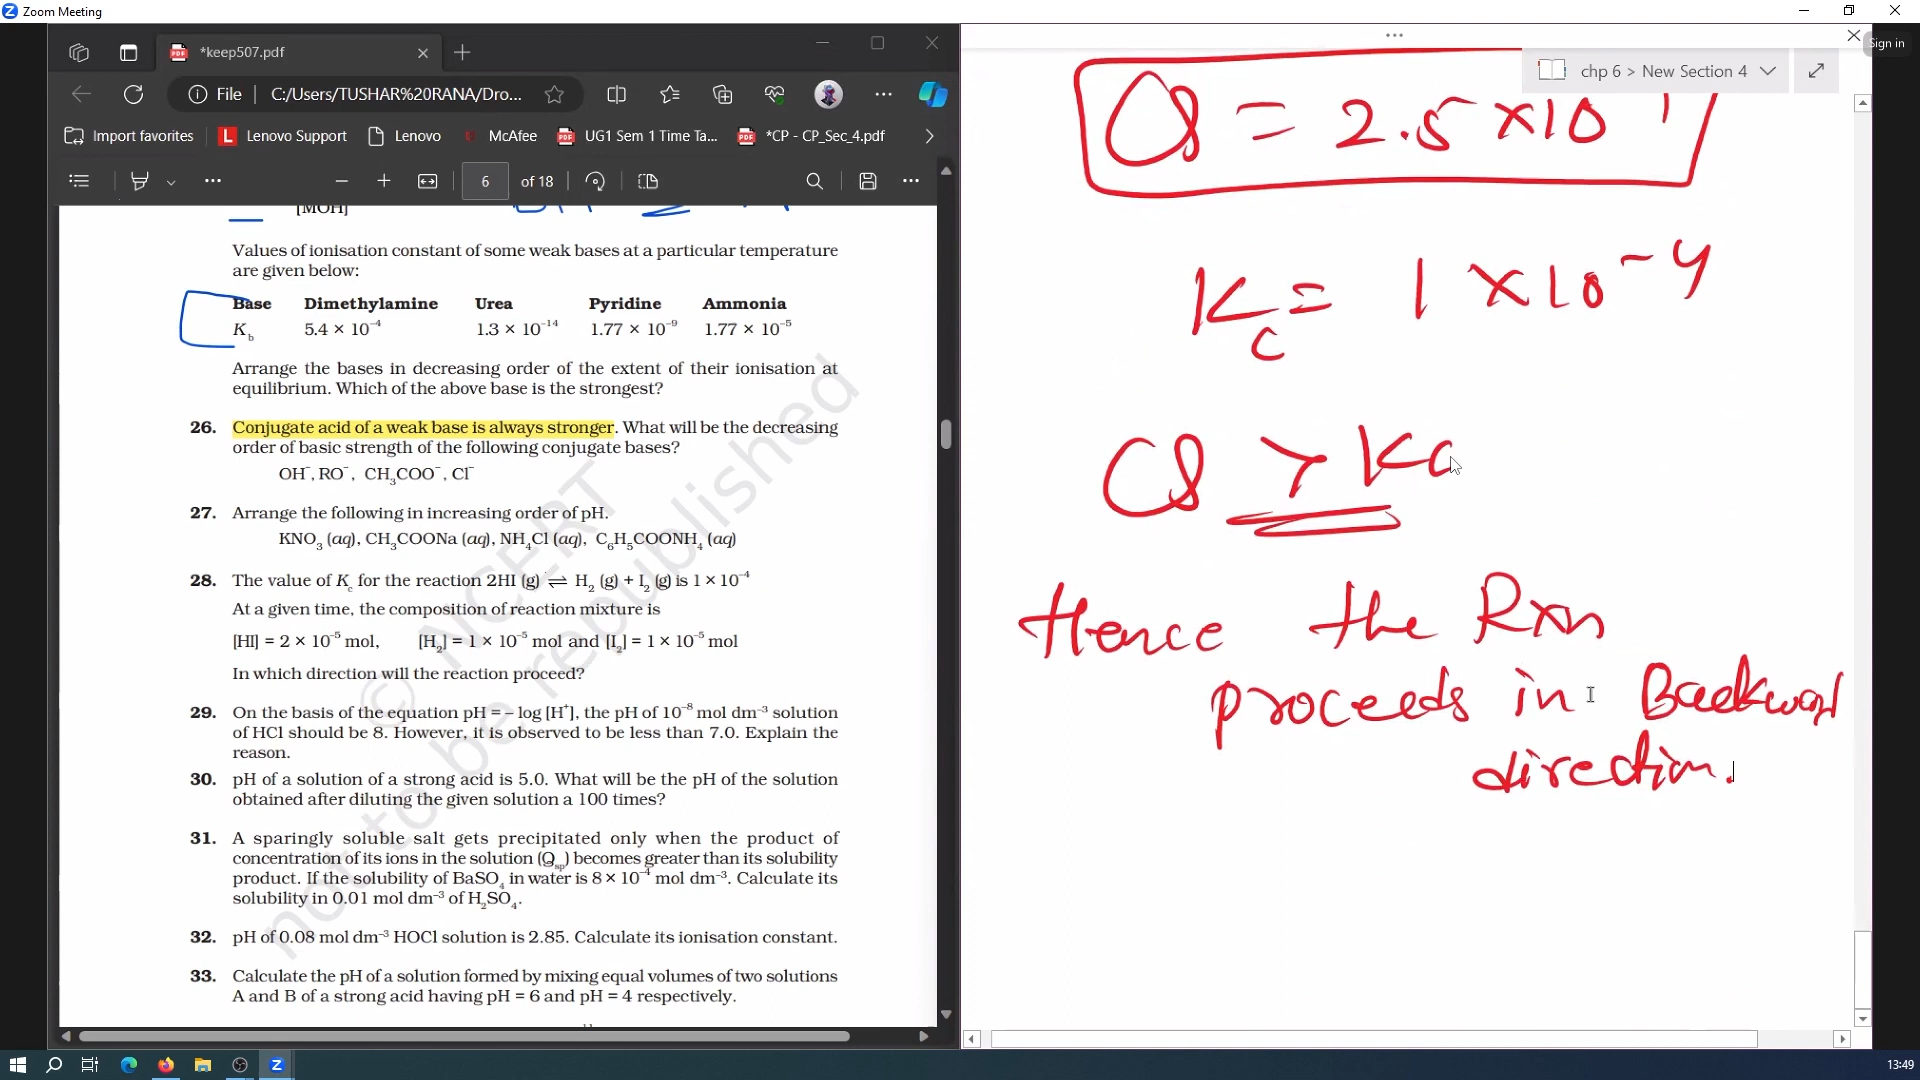 Zoom Meeting
*keep507.pdf
Sign in
File C:/Users/TUSHAR%20RANA/Dro...
Import favorites Lenovo Support Lenovo McAfee UG1 Sem 1 Time Ta... *CP - CP_Sec_4.pdf
6 of 18
[MOH]
Values of ionisation constant of some weak bases at a particular temperature
are given below:
Base Dimethylamine Urea Pyridine Ammonia
K_b 5.4 × 10⁻⁴ 1.3 × 10⁻¹⁴ 1.77 × 10⁻⁹ 1.77 × 10⁻⁵
Arrange the bases in decreasing order of the extent of their ionisation at
equilibrium. Which of the above base is the strongest?
26. Conjugate acid of a weak base is always stronger. What will be the decreasing
order of basic strength of the following conjugate bases?
OH⁻, RO⁻, CH₃COO⁻, Cl⁻
27. Arrange the following in increasing order of pH.
KNO₃ (aq), CH₃COONa (aq), NH₄Cl (aq), C₆H₅COONH₄ (aq)
28. The value of K_c for the reaction 2HI (g) ⇌ H₂ (g) + I₂ (g) is 1 × 10⁻⁴
At a given time, the composition of reaction mixture is
[HI] = 2 × 10⁻⁵ mol, [H₂] = 1 × 10⁻⁵ mol and [I₂] = 1 × 10⁻⁵ mol
In which direction will the reaction proceed?
29. On the basis of the equation pH = – log [H⁺], the pH of 10⁻⁸ mol dm⁻³ solution
of HCl should be 8. However, it is observed to be less than 7.0. Explain the
reason.
30. pH of a solution of a strong acid is 5.0. What will be the pH of the solution
obtained after diluting the given solution a 100 times?
31. A sparingly soluble salt gets precipitated only when the product of
concentration of its ions in the solution (Q_sp) becomes greater than its solubility
product. If the solubility of BaSO₄ in water is 8 × 10⁻⁴ mol dm⁻³. Calculate its
solubility in 0.01 mol dm⁻³ of H₂SO₄.
32. pH of 0.08 mol dm⁻³ HOCl solution is 2.85. Calculate its ionisation constant.
33. Calculate the pH of a solution formed by mixing equal volumes of two solutions
A and B of a strong acid having pH = 6 and pH = 4 respectively.
© NCERT
not to be republished
chp 6 > New Section 4
Q = 2.5 × 10
K_c = 1 × 10⁻⁴
Q > Kc
Hence the Rxn
proceeds in Backward
direction.
13:49